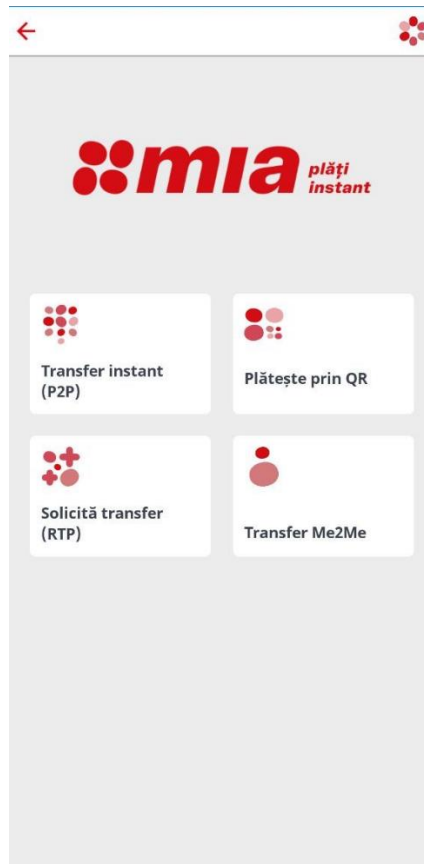 mia plăți
instant
Transfer instant
(P2P)
Plătește prin QR
Solicită transfer
(RTP)
Transfer Me2Me